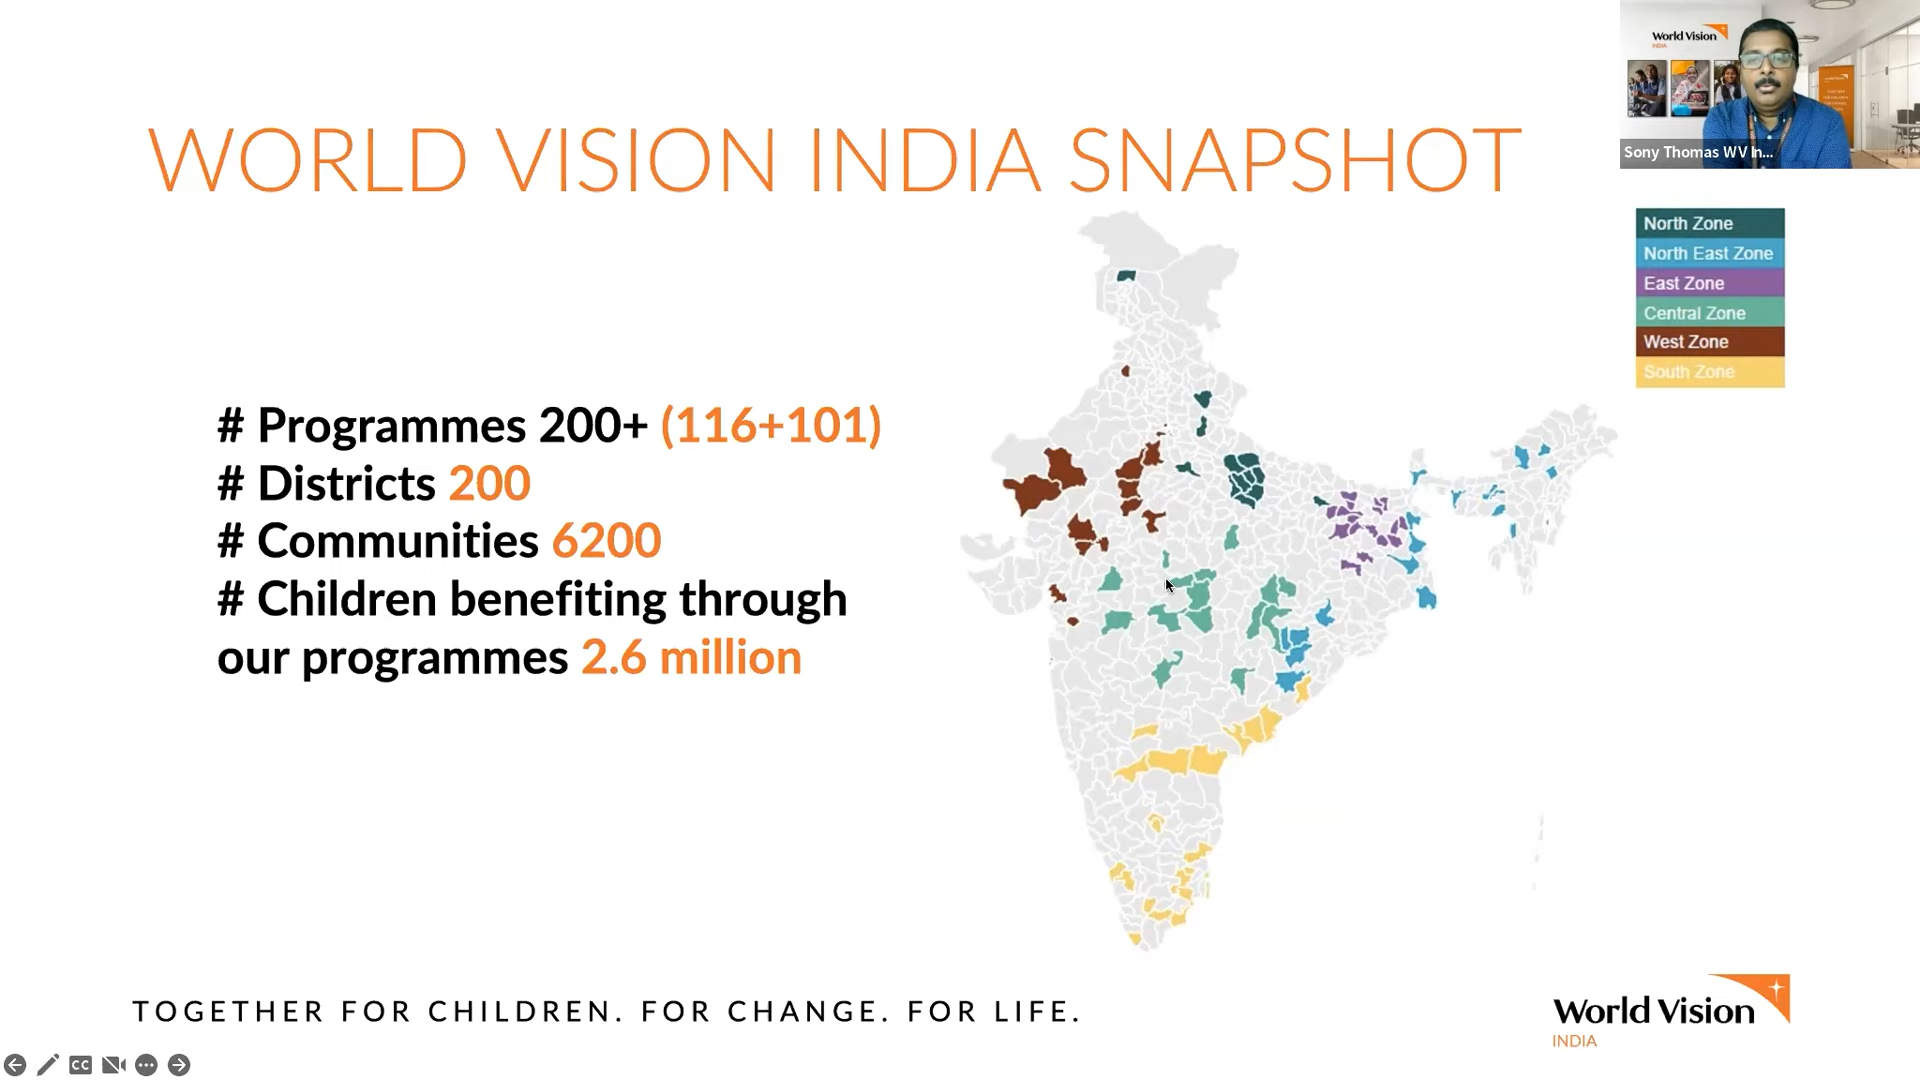 World Vision
INDIA
Sony Thomas WV In...
WORLD VISION INDIA SNAPSHOT
North Zone
North East Zone
East Zone
Central Zone
West Zone
South Zone
# Programmes 200+ (116+101)
# Districts 200
# Communities 6200
# Children benefiting through
our programmes 2.6 million
TOGETHER FOR CHILDREN. FOR CHANGE. FOR LIFE.
World Vision
INDIA
CC